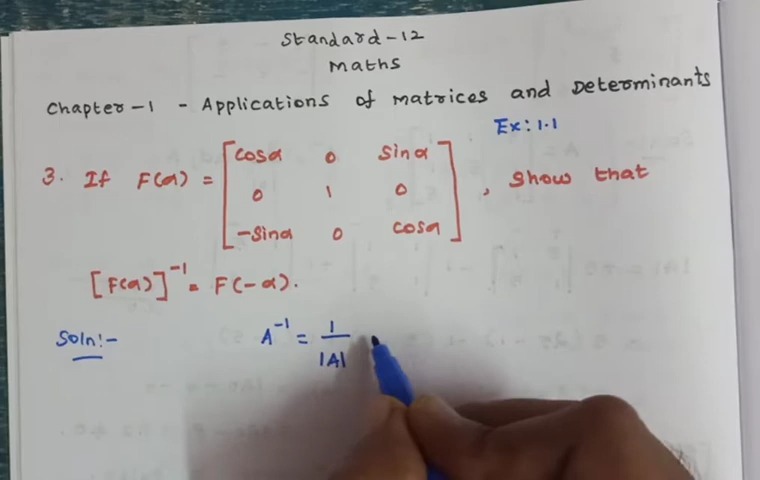 Standard-12
Maths
Chapter-1 - Applications of matrices and Determinants
Ex: 1.1
3. If F(α) = [cosα 0 sinα
0 1 0
-sinα 0 cosα], show that
[F(α)]⁻¹ = F(-α).
Soln:- A⁻¹ = 1/|A|